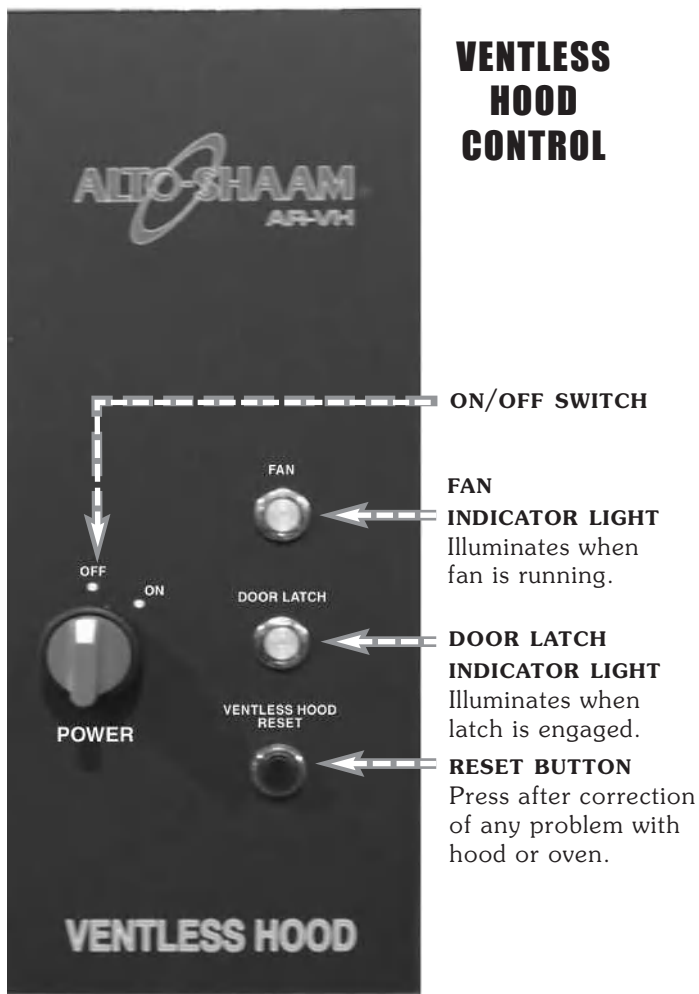 VENTLESS
HOOD
CONTROL
ALTO-SHAAM
AR-VH
ON/OFF SWITCH
FAN
FAN
INDICATOR LIGHT
Illuminates when
fan is running.
OFF
ON
POWER
DOOR LATCH
DOOR LATCH
INDICATOR LIGHT
Illuminates when
latch is engaged.
VENTLESS HOOD
RESET
RESET BUTTON
Press after correction
of any problem with
hood or oven.
VENTLESS HOOD